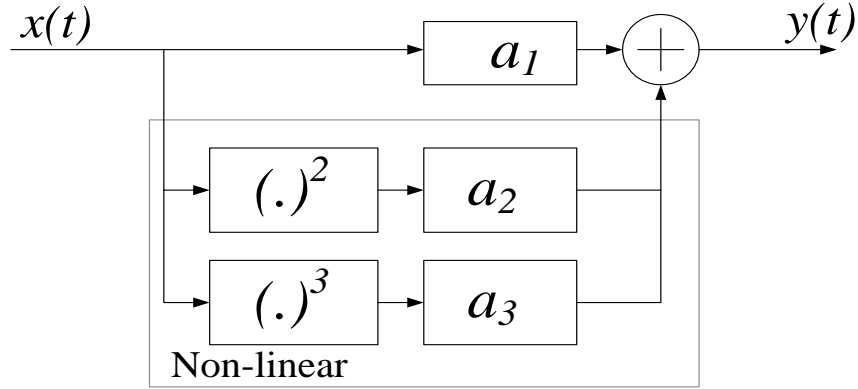 x(t)
a1
y(t)
(.)²
a2
(.)³
a3
Non-linear